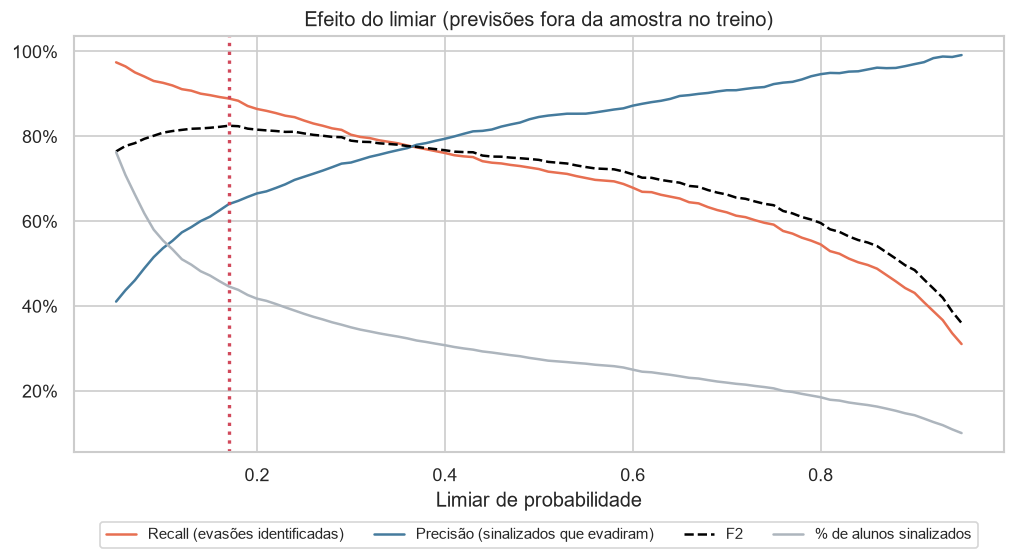 Efeito do limiar (previsões fora da amostra no treino)
100%
80%
60%
40%
20%
0.2 0.4 0.6 0.8
Limiar de probabilidade
Recall (evasões identificadas) Precisão (sinalizados que evadiram) F2 % de alunos sinalizados